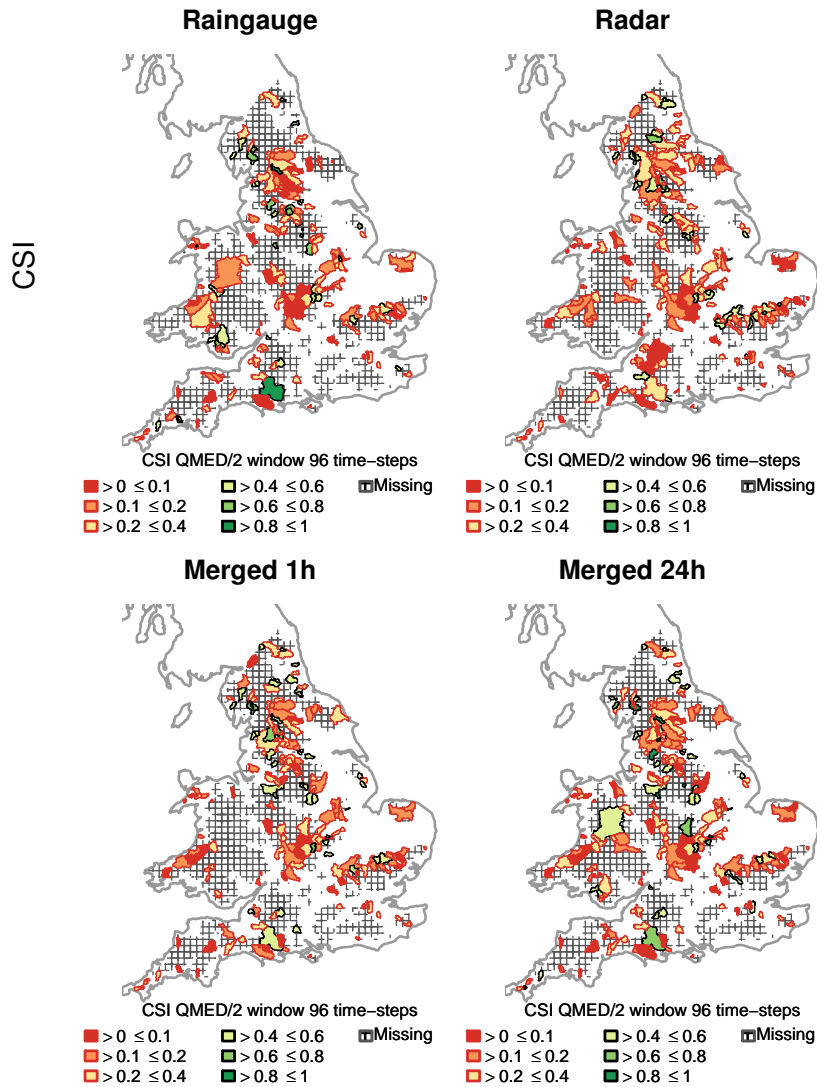 Raingauge
Radar
CSI
CSI QMED/2 window 96 time−steps
> 0 ≤ 0.1
> 0.4 ≤ 0.6
Missing
> 0.1 ≤ 0.2
> 0.6 ≤ 0.8
> 0.2 ≤ 0.4
> 0.8 ≤ 1
CSI QMED/2 window 96 time−steps
> 0 ≤ 0.1
> 0.4 ≤ 0.6
Missing
> 0.1 ≤ 0.2
> 0.6 ≤ 0.8
> 0.2 ≤ 0.4
> 0.8 ≤ 1
Merged 1h
Merged 24h
CSI QMED/2 window 96 time−steps
> 0 ≤ 0.1
> 0.4 ≤ 0.6
Missing
> 0.1 ≤ 0.2
> 0.6 ≤ 0.8
> 0.2 ≤ 0.4
> 0.8 ≤ 1
CSI QMED/2 window 96 time−steps
> 0 ≤ 0.1
> 0.4 ≤ 0.6
Missing
> 0.1 ≤ 0.2
> 0.6 ≤ 0.8
> 0.2 ≤ 0.4
> 0.8 ≤ 1